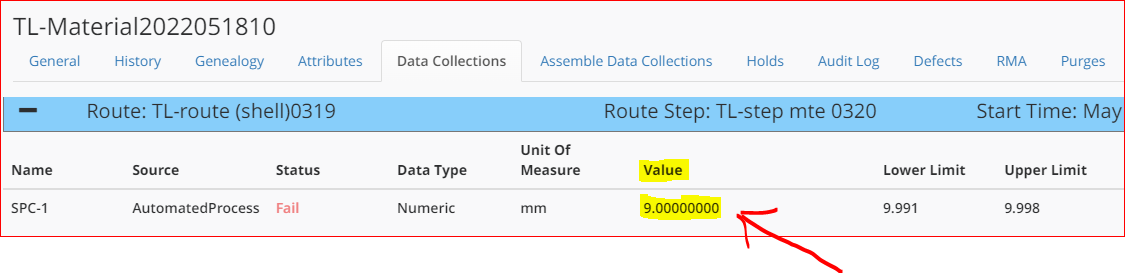 TL-Material2022051810
General History Genealogy Attributes Data Collections Assemble Data Collections Holds Audit Log Defects RMA Purges
Route: TL-route (shell)0319 Route Step: TL-step mte 0320 Start Time: May
Name Source Status Data Type Unit Of Measure Value Lower Limit Upper Limit
SPC-1 AutomatedProcess Fail Numeric mm 9.00000000 9.991 9.998